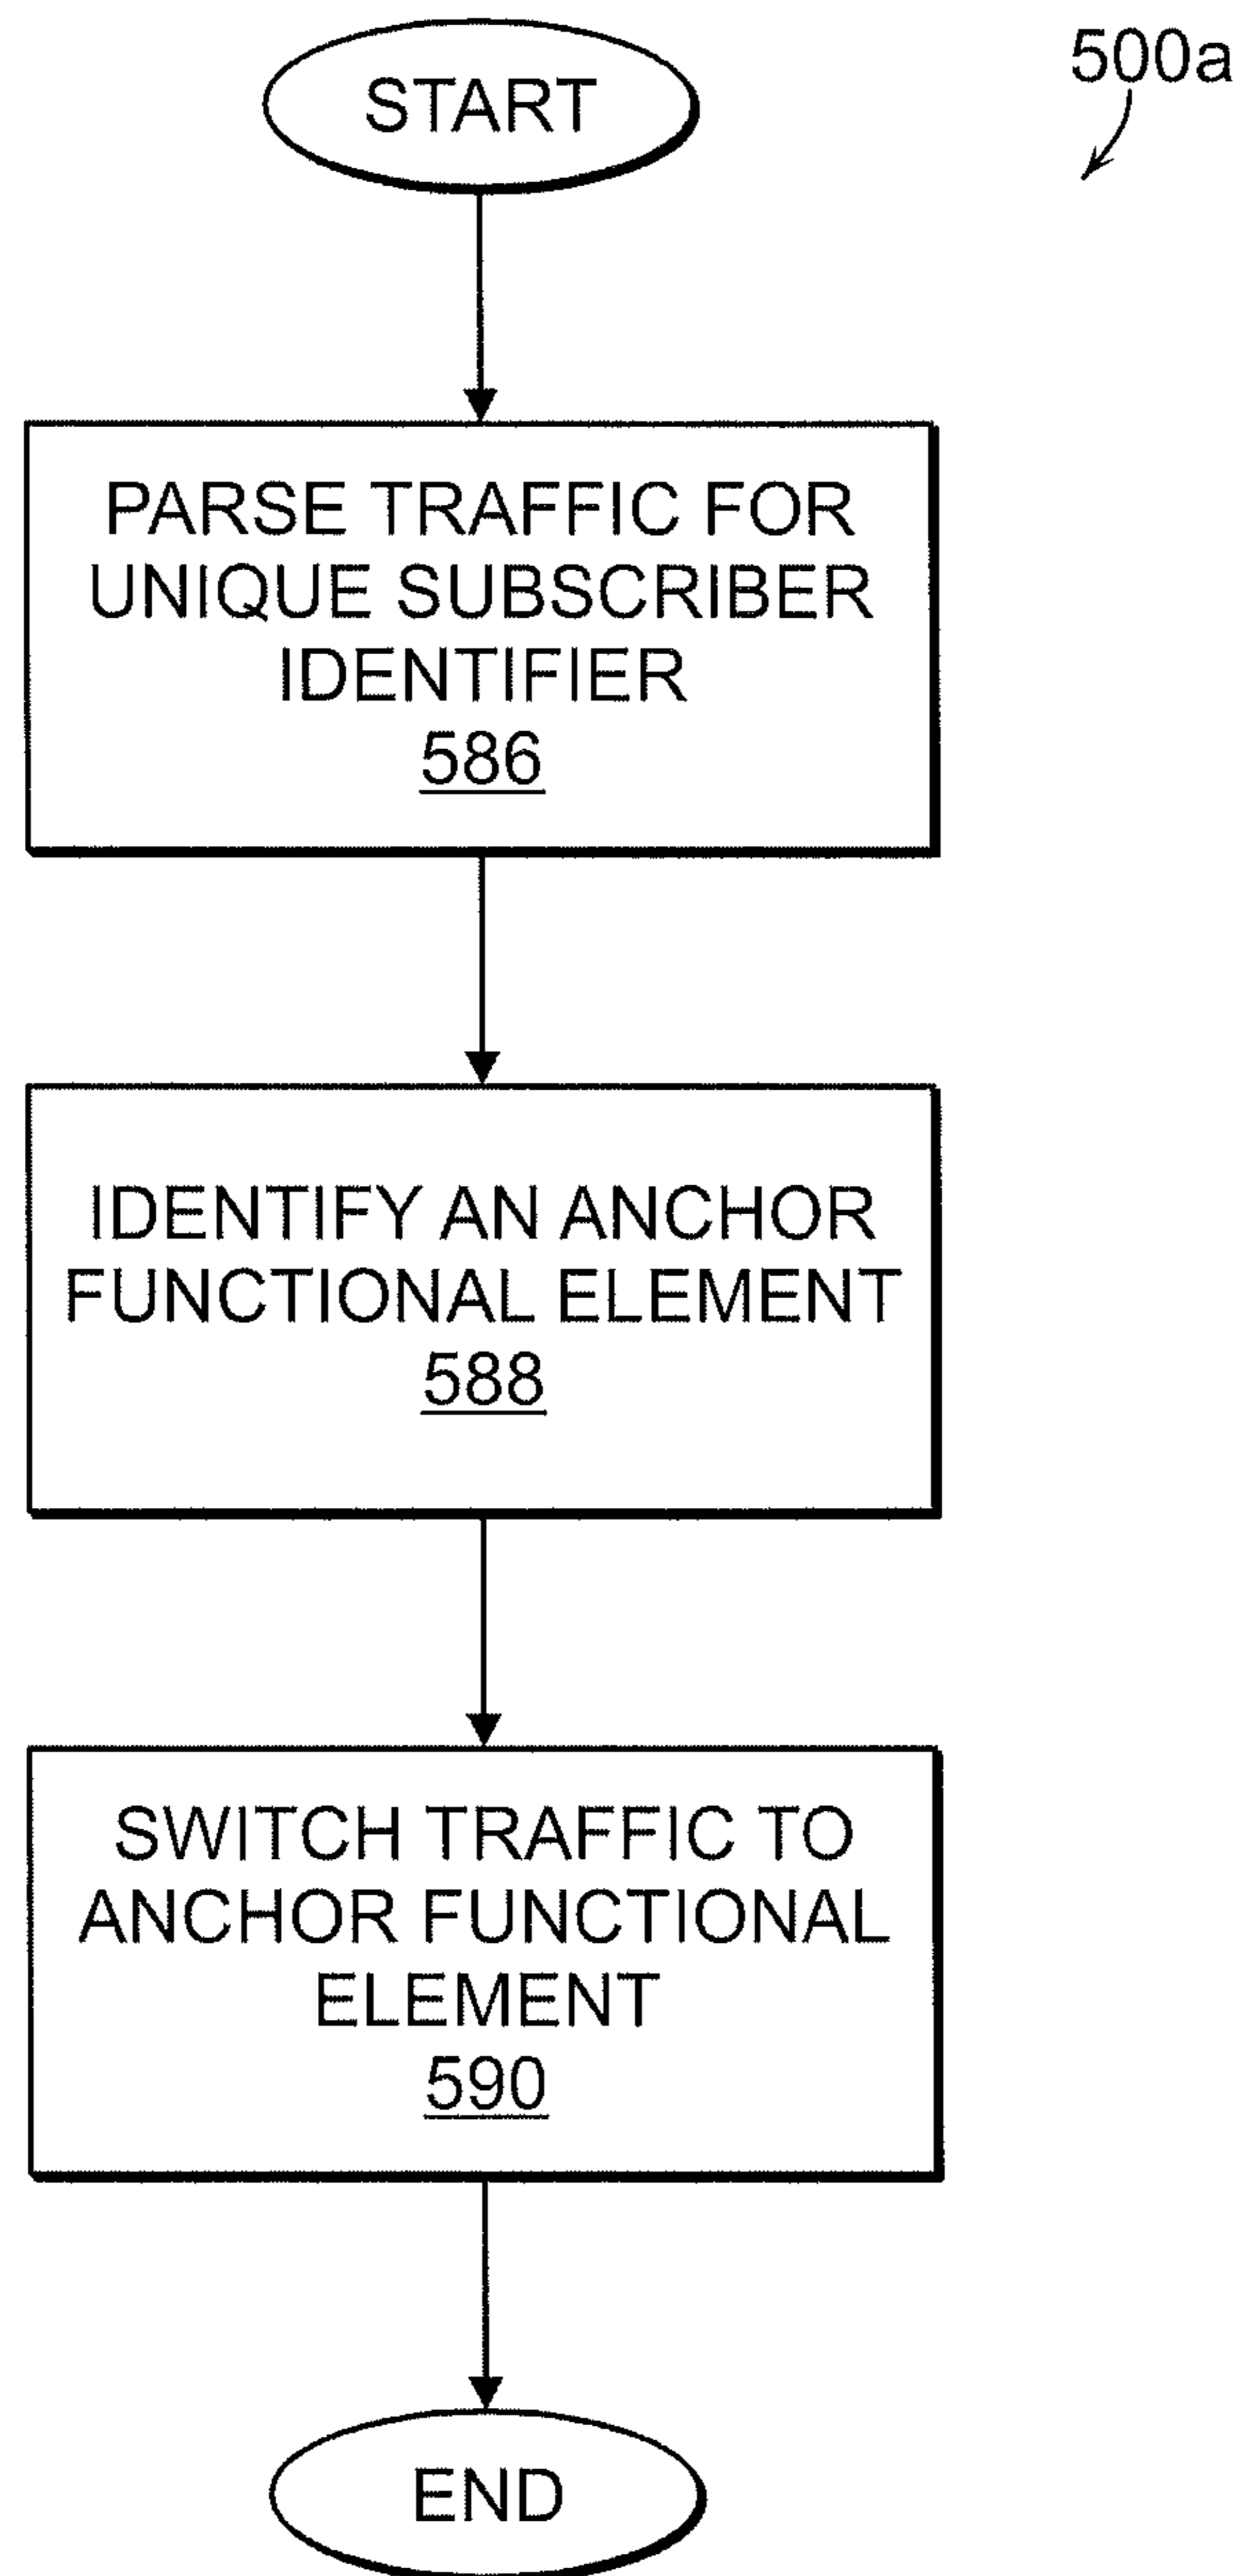 START
500a
PARSE TRAFFIC FOR
UNIQUE SUBSCRIBER
IDENTIFIER
586
IDENTIFY AN ANCHOR
FUNCTIONAL ELEMENT
588
SWITCH TRAFFIC TO
ANCHOR FUNCTIONAL
ELEMENT
590
END